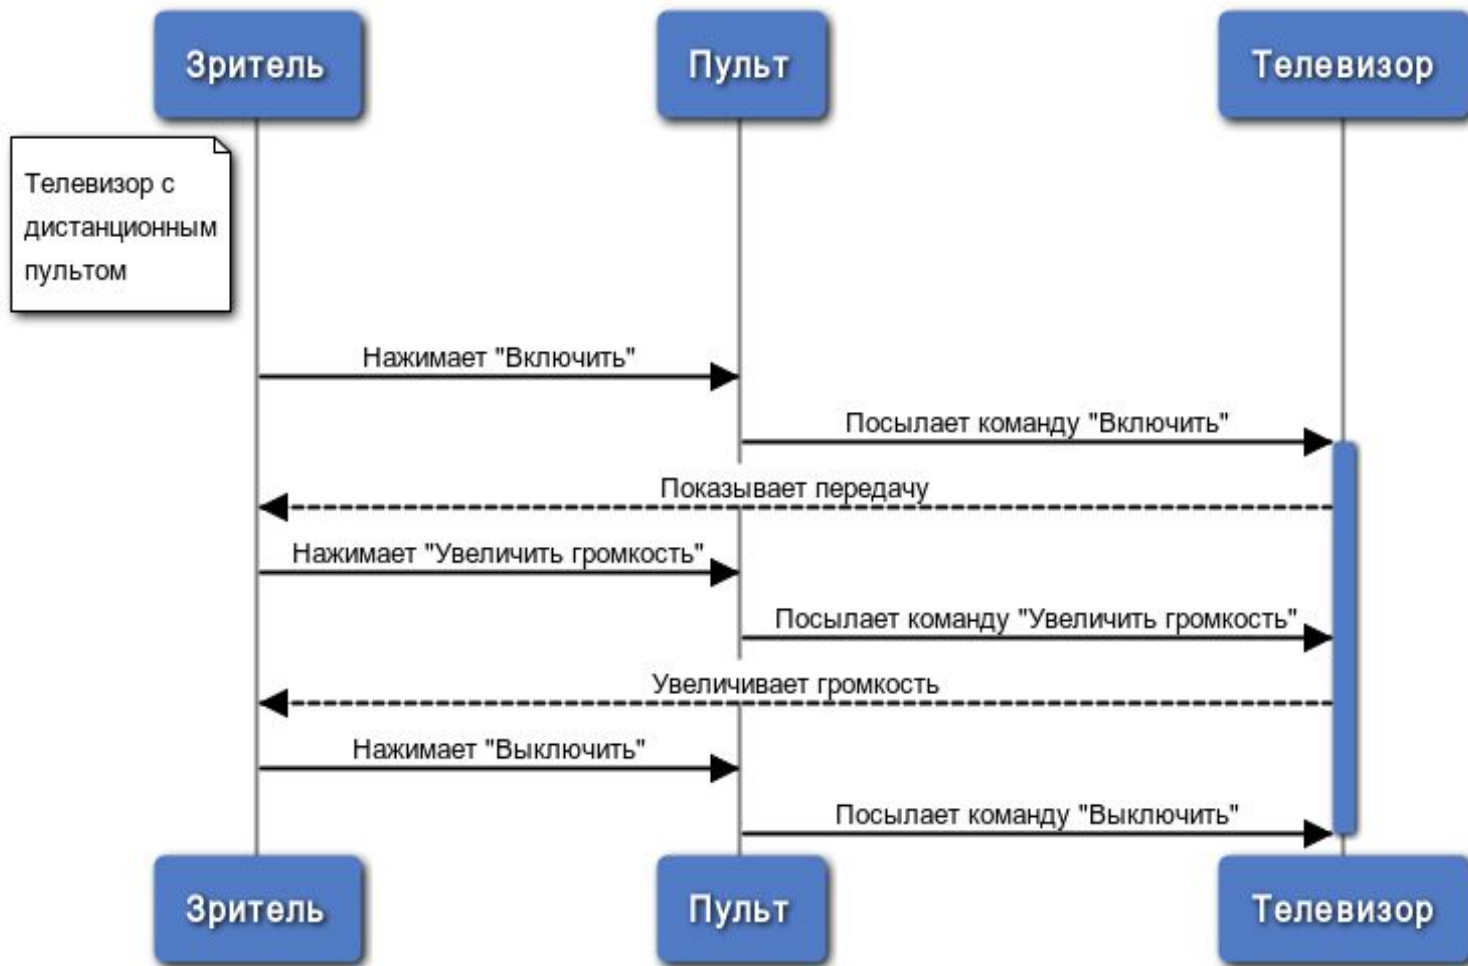 Зритель
Пульт
Телевизор
Телевизор с
дистанционным
пультом
Нажимает "Включить"
Посылает команду "Включить"
Показывает передачу
Нажимает "Увеличить громкость"
Посылает команду "Увеличить громкость"
Увеличивает громкость
Нажимает "Выключить"
Посылает команду "Выключить"
Зритель
Пульт
Телевизор